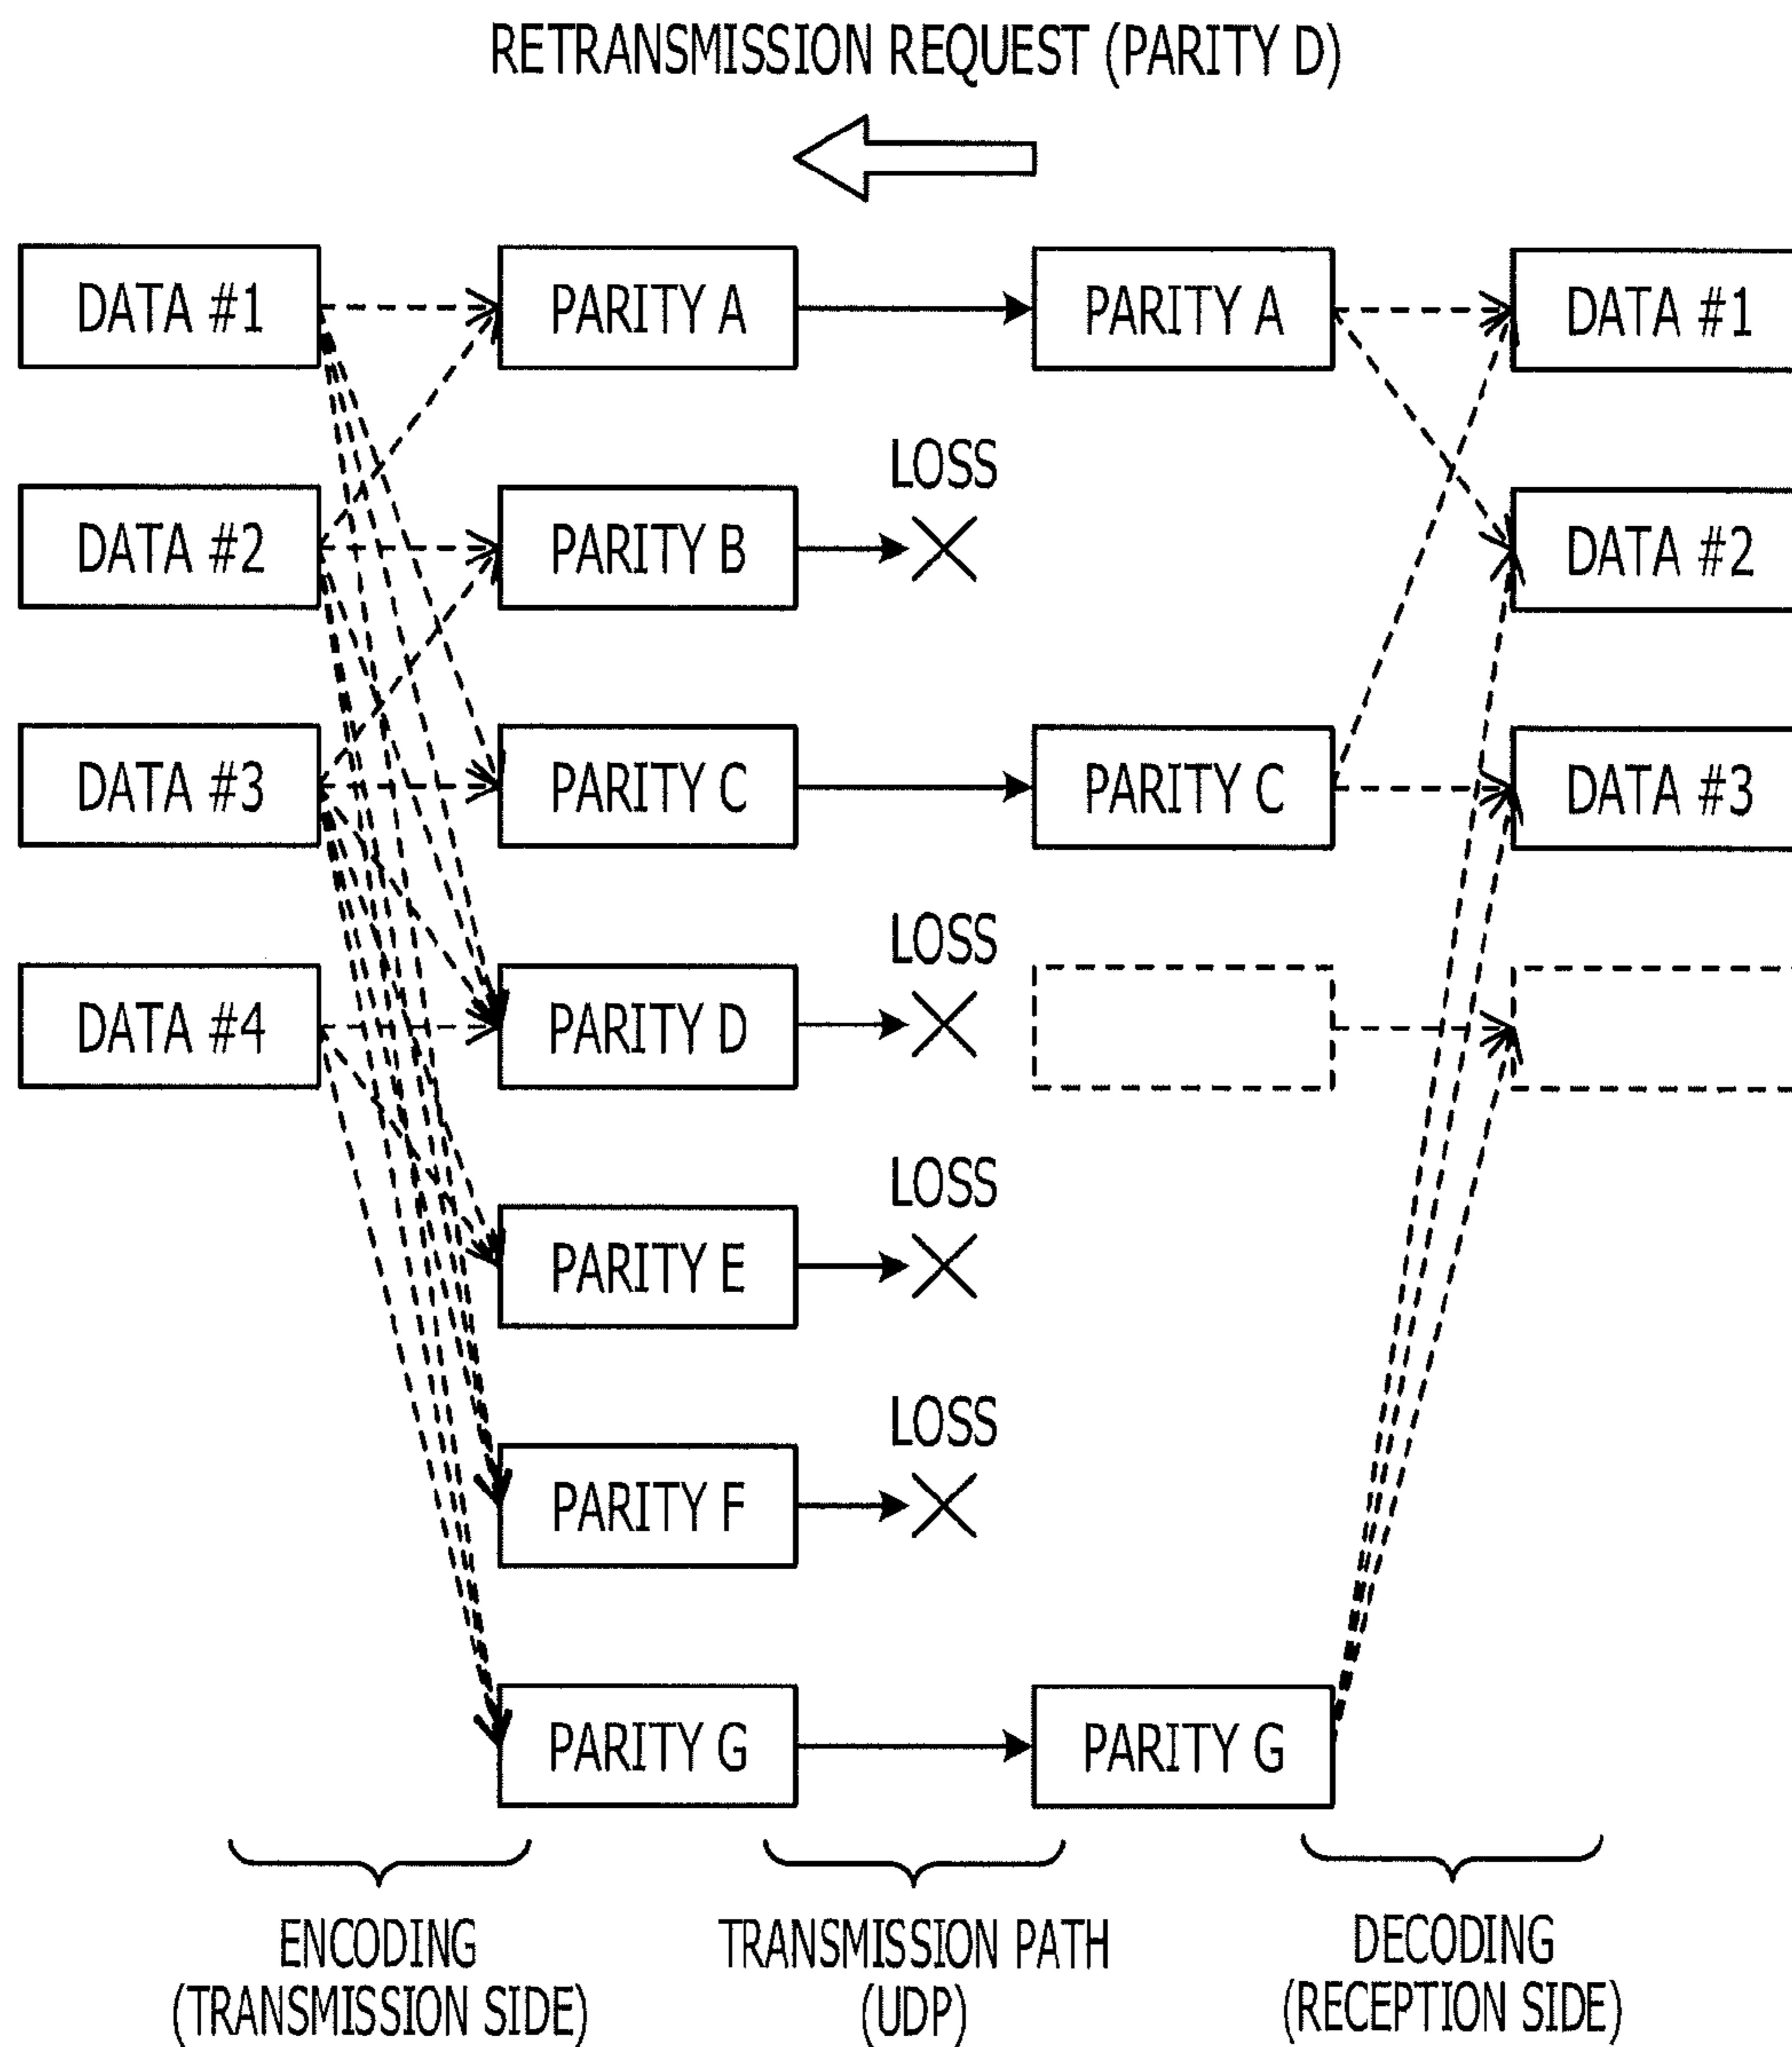 RETRANSMISSION REQUEST (PARITY D)
DATA #1
PARITY A
PARITY A
DATA #1
LOSS
DATA #2
PARITY B
DATA #2
DATA #3
PARITY C
PARITY C
DATA #3
LOSS
DATA #4
PARITY D
LOSS
PARITY E
LOSS
PARITY F
PARITY G
PARITY G
ENCODING
(TRANSMISSION SIDE)
TRANSMISSION PATH
(UDP)
DECODING
(RECEPTION SIDE)